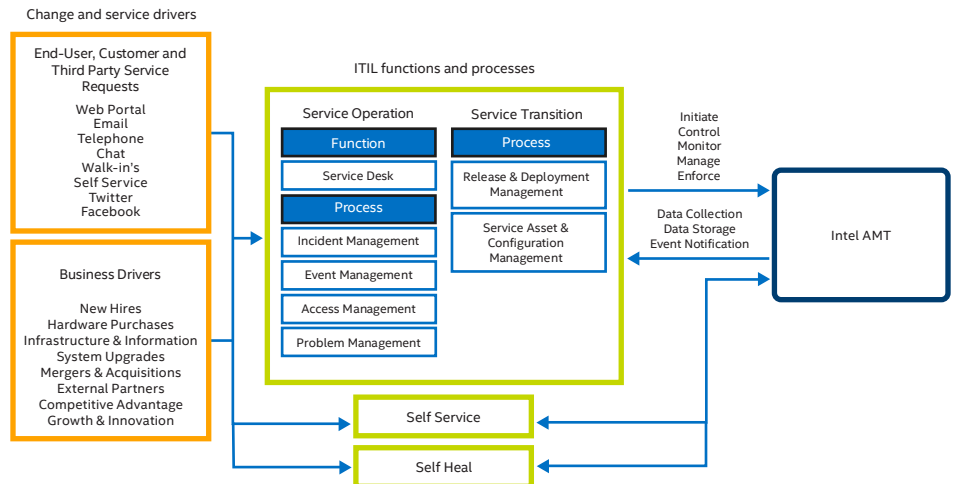 Change and service drivers
End-User, Customer and
Third Party Service
Requests
Web Portal
Email
Telephone
Chat
Walk-in's
Self Service
Twitter
Facebook
Business Drivers
New Hires
Hardware Purchases
Infrastructure & Information
System Upgrades
Mergers & Acquisitions
External Partners
Competitive Advantage
Growth & Innovation
ITIL functions and processes
Service Operation
Function
Service Desk
Process
Incident Management
Event Management
Access Management
Problem Management
Service Transition
Process
Release & Deployment
Management
Service Asset &
Configuration
Management
Self Service
Self Heal
Initiate
Control
Monitor
Manage
Enforce
Data Collection
Data Storage
Event Notification
Intel AMT